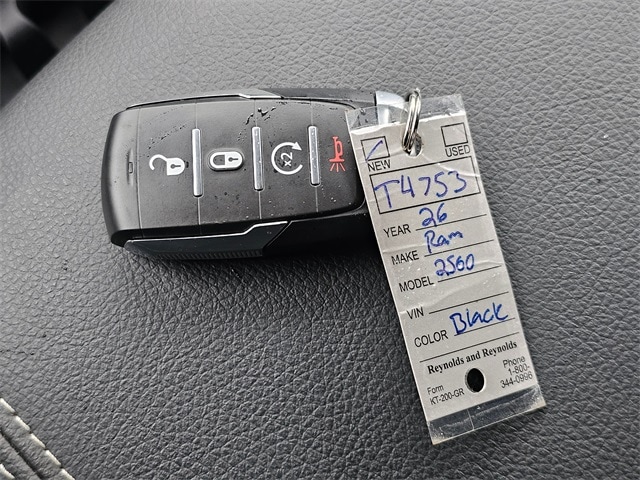 x2
NEW
USED
T4753
YEAR 26
MAKE Ram
MODEL 2500
VIN
COLOR Black
Reynolds and Reynolds
Form
KT-200-GR
Phone
1-800-
344-0996